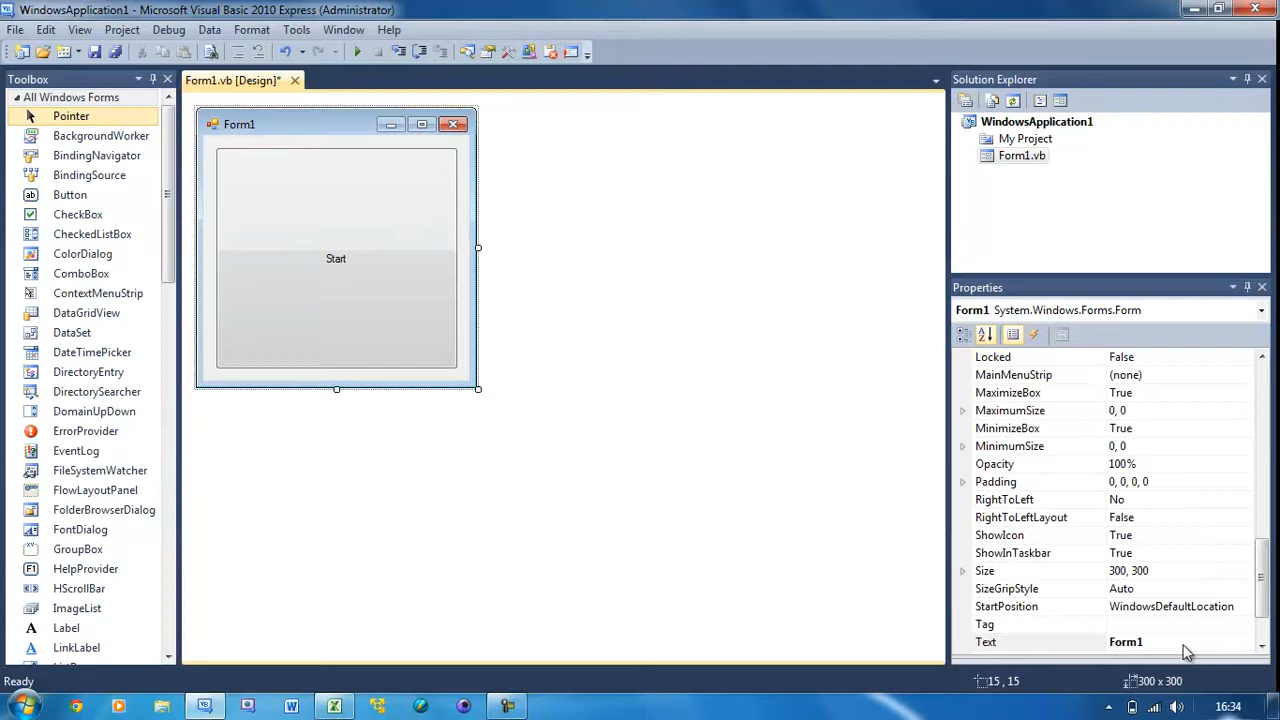 WindowsApplication1 - Microsoft Visual Basic 2010 Express (Administrator)
File Edit View Project Debug Format Data Tools Window Help
Toolbox
All Windows Forms
Pointer
BackgroundWorker
BindingNavigator
BindingSource
Button
CheckBox
CheckedListBox
ColorDialog
ComboBox
ContextMenuStrip
DataGridView
DataSet
DateTimePicker
DirectoryEntry
DirectorySearcher
DomainUpDown
ErrorProvider
EventLog
FileSystemWatcher
FlowLayoutPanel
FolderBrowserDialog
FontDialog
GroupBox
HelpProvider
HScrollBar
ImageList
Label
LinkLabel
Form1.vb [Design]*
Form1
Start
Solution Explorer
WindowsApplication1
My Project
Form1.vb
Properties
Form1 System.Windows.Forms.Form
Locked False
MainMenuStrip (none)
MaximizeBox True
MaximumSize 0, 0
MinimizeBox True
MinimumSize 0, 0
Opacity 100%
Padding 0, 0, 0, 0
RightToLeft No
RightToLeftLayout False
ShowIcon True
ShowInTaskbar True
Size 300, 300
SizeGripStyle Auto
StartPosition WindowsDefaultLocation
Tag
Text Form1
Ready
15 , 15
300 x 300
16:34